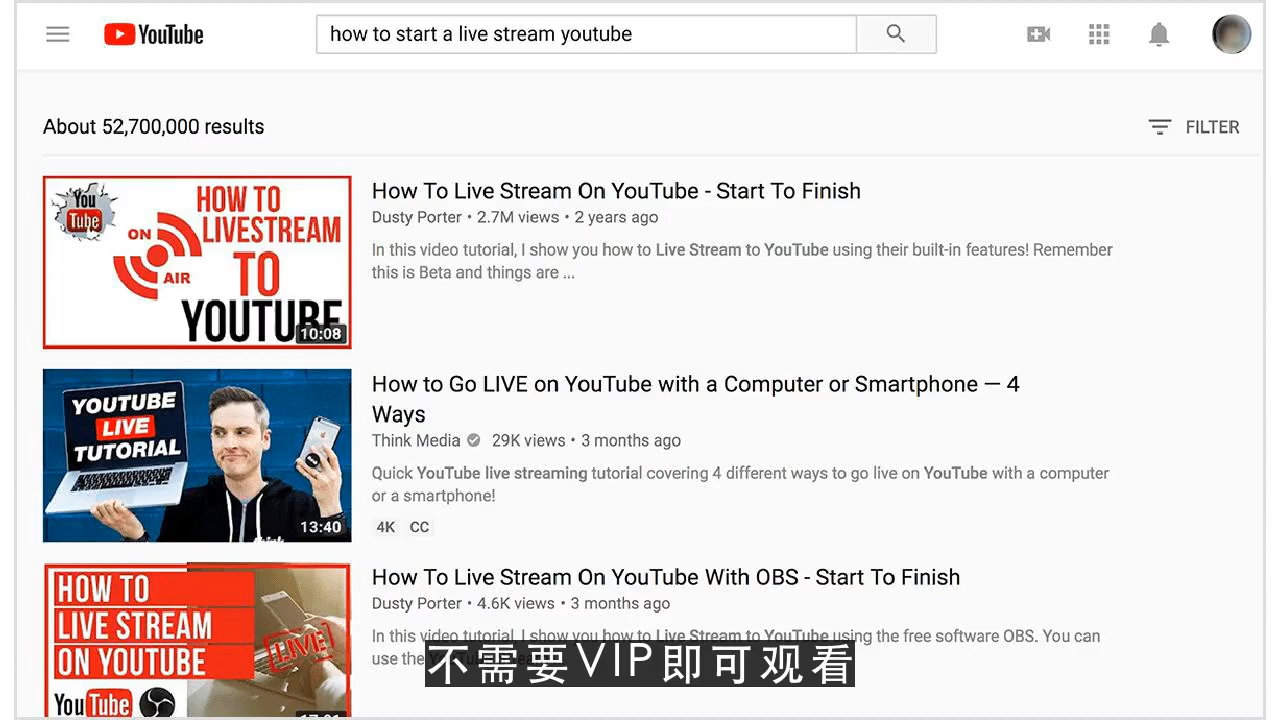 YouTube
how to start a live stream youtube
About 52,700,000 results
FILTER
You
Tube
HOW TO
LIVESTREAM
ON
AIR
TO
YOUTUBE
10:08
How To Live Stream On YouTube - Start To Finish
Dusty Porter • 2.7M views • 2 years ago
In this video tutorial, I show you how to Live Stream to YouTube using their built-in features! Remember
this is Beta and things are ...
YOUTUBE
LIVE
TUTORIAL
13:40
How to Go LIVE on YouTube with a Computer or Smartphone — 4
Ways
Think Media 29K views • 3 months ago
Quick YouTube live streaming tutorial covering 4 different ways to go live on YouTube with a computer
or a smartphone!
4K CC
HOW TO
LIVE STREAM
ON YOUTUBE
LIVE
YouTube
How To Live Stream On YouTube With OBS - Start To Finish
Dusty Porter • 4.6K views • 3 months ago
In this video tutorial, I show you how to Live Stream to YouTube using the free software OBS. You can
use the
不需要VIP即可观看